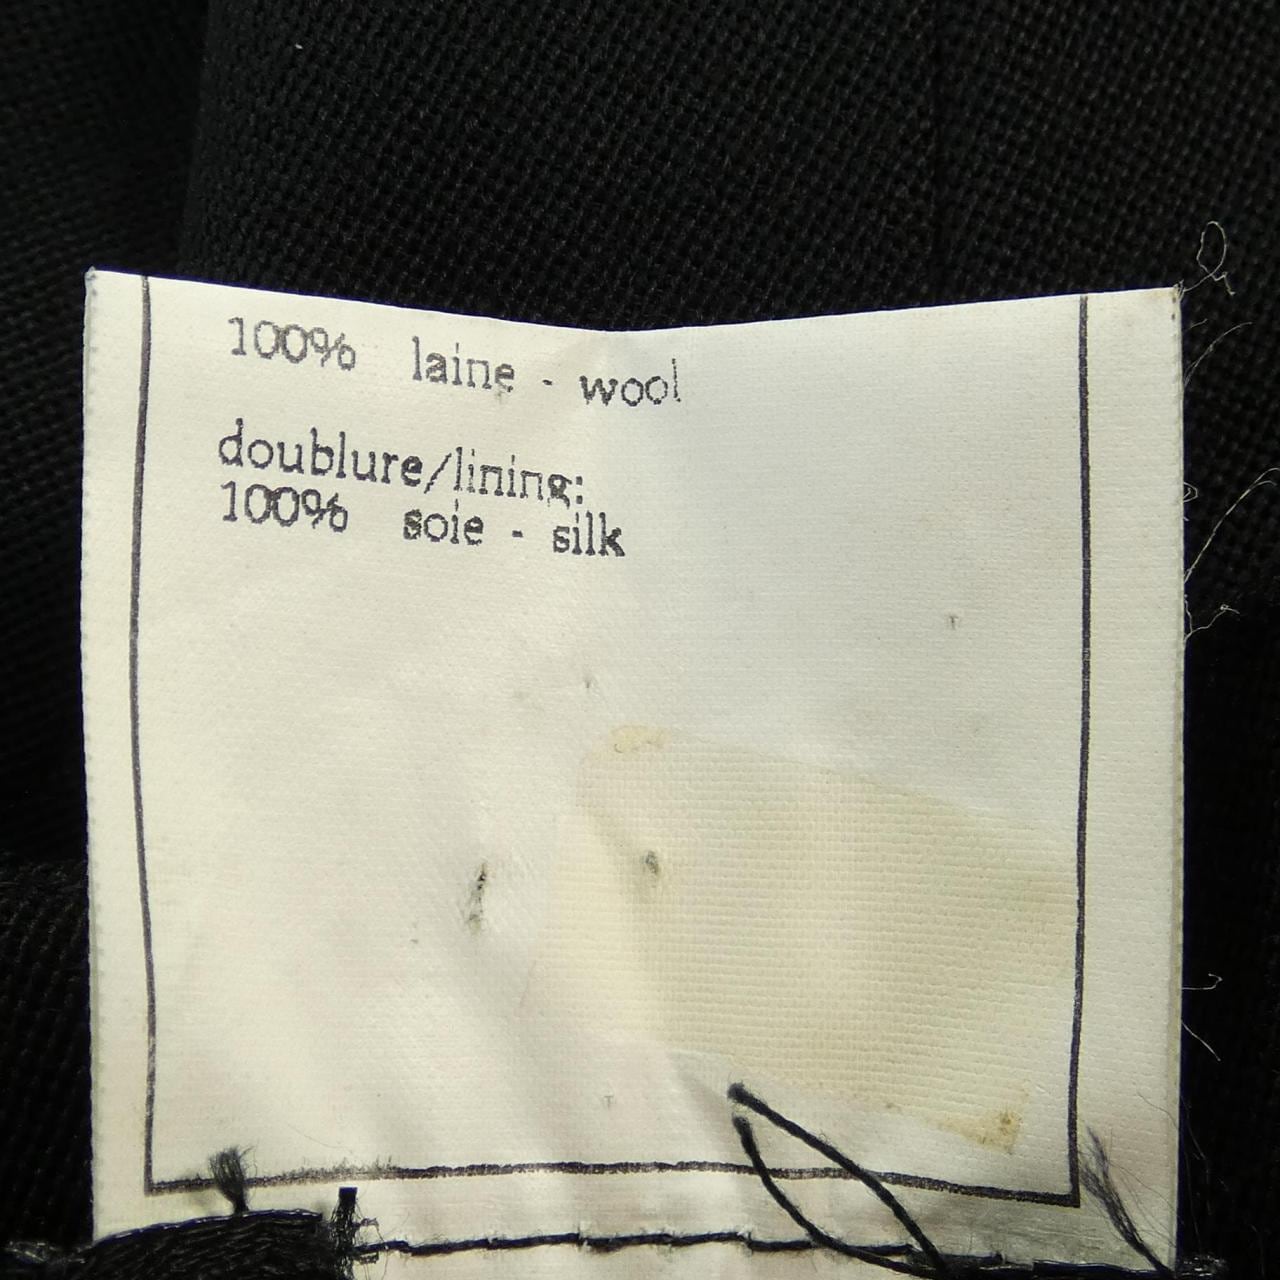 100% laine - wool
doublure/lining:
100% soie - silk